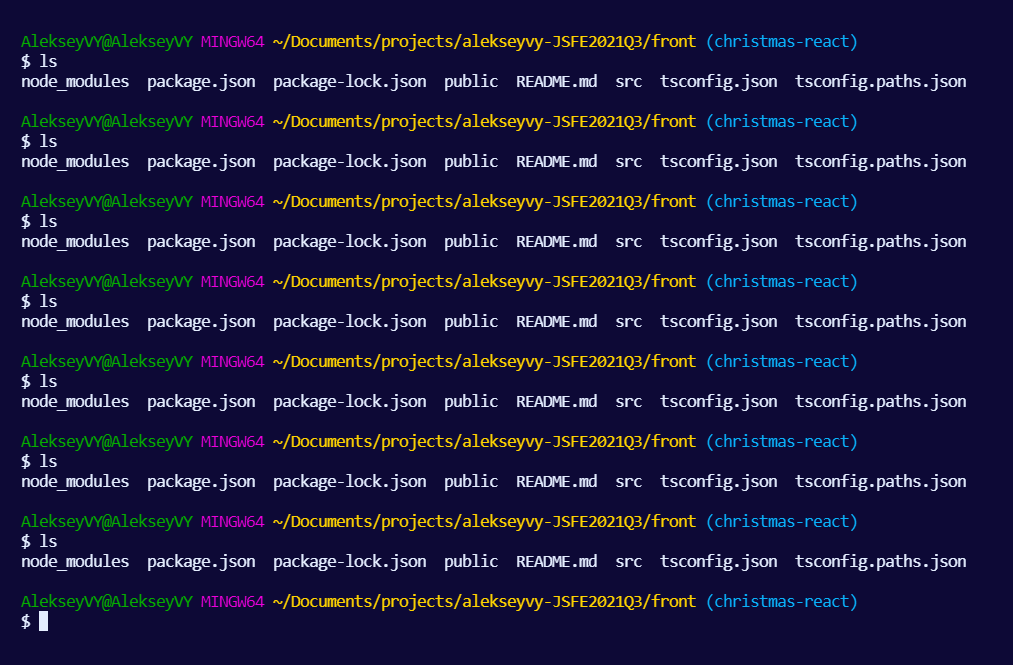 AlekseyVY@AlekseyVY MINGW64 ~/Documents/projects/alekseyvy-JSFE2021Q3/front (christmas-react)
$ ls
node_modules  package.json  package-lock.json  public  README.md  src  tsconfig.json  tsconfig.paths.json
AlekseyVY@AlekseyVY MINGW64 ~/Documents/projects/alekseyvy-JSFE2021Q3/front (christmas-react)
$ ls
node_modules  package.json  package-lock.json  public  README.md  src  tsconfig.json  tsconfig.paths.json
AlekseyVY@AlekseyVY MINGW64 ~/Documents/projects/alekseyvy-JSFE2021Q3/front (christmas-react)
$ ls
node_modules  package.json  package-lock.json  public  README.md  src  tsconfig.json  tsconfig.paths.json
AlekseyVY@AlekseyVY MINGW64 ~/Documents/projects/alekseyvy-JSFE2021Q3/front (christmas-react)
$ ls
node_modules  package.json  package-lock.json  public  README.md  src  tsconfig.json  tsconfig.paths.json
AlekseyVY@AlekseyVY MINGW64 ~/Documents/projects/alekseyvy-JSFE2021Q3/front (christmas-react)
$ ls
node_modules  package.json  package-lock.json  public  README.md  src  tsconfig.json  tsconfig.paths.json
AlekseyVY@AlekseyVY MINGW64 ~/Documents/projects/alekseyvy-JSFE2021Q3/front (christmas-react)
$ ls
node_modules  package.json  package-lock.json  public  README.md  src  tsconfig.json  tsconfig.paths.json
AlekseyVY@AlekseyVY MINGW64 ~/Documents/projects/alekseyvy-JSFE2021Q3/front (christmas-react)
$ ls
node_modules  package.json  package-lock.json  public  README.md  src  tsconfig.json  tsconfig.paths.json
AlekseyVY@AlekseyVY MINGW64 ~/Documents/projects/alekseyvy-JSFE2021Q3/front (christmas-react)
$